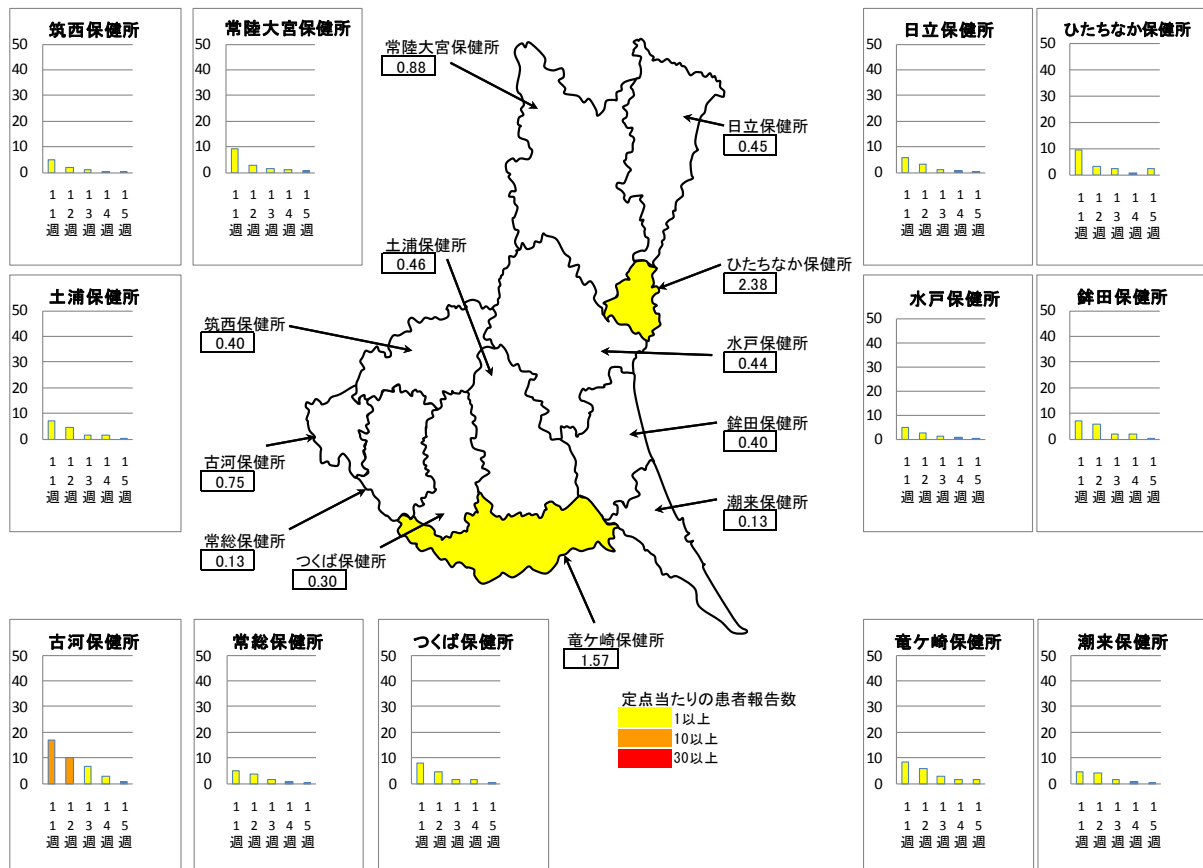 筑西保健所
50
40
30
20
10
0
11週
12週
13週
14週
15週
常陸大宮保健所
50
40
30
20
10
0
11週
12週
13週
14週
15週
日立保健所
50
40
30
20
10
0
11週
12週
13週
14週
15週
ひたちなか保健所
50
40
30
20
10
0
11週
12週
13週
14週
15週
常陸大宮保健所
0.88
日立保健所
0.45
土浦保健所
0.46
ひたちなか保健所
2.38
筑西保健所
0.40
水戸保健所
0.44
鉾田保健所
0.40
古河保健所
0.75
潮来保健所
0.13
常総保健所
0.13
つくば保健所
0.30
竜ケ崎保健所
1.57
土浦保健所
50
40
30
20
10
0
11週
12週
13週
14週
15週
水戸保健所
50
40
30
20
10
0
11週
12週
13週
14週
15週
鉾田保健所
50
40
30
20
10
0
11週
12週
13週
14週
15週
古河保健所
50
40
30
20
10
0
11週
12週
13週
14週
15週
常総保健所
50
40
30
20
10
0
11週
12週
13週
14週
15週
つくば保健所
50
40
30
20
10
0
11週
12週
13週
14週
15週
定点当たりの患者報告数
1以上
10以上
30以上
竜ケ崎保健所
50
40
30
20
10
0
11週
12週
13週
14週
15週
潮来保健所
50
40
30
20
10
0
11週
12週
13週
14週
15週